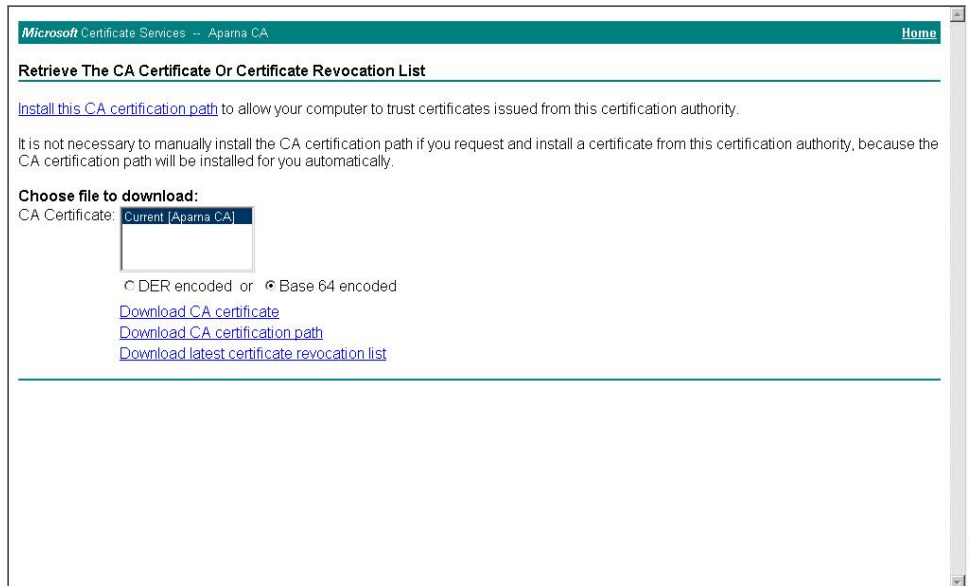 Microsoft Certificate Services -- Aparna CA Home
Retrieve The CA Certificate Or Certificate Revocation List
Install this CA certification path to allow your computer to trust certificates issued from this certification authority.
It is not necessary to manually install the CA certification path if you request and install a certificate from this certification authority, because the
CA certification path will be installed for you automatically.
Choose file to download:
CA Certificate: Current [Aparna CA]
DER encoded or Base 64 encoded
Download CA certificate
Download CA certification path
Download latest certificate revocation list